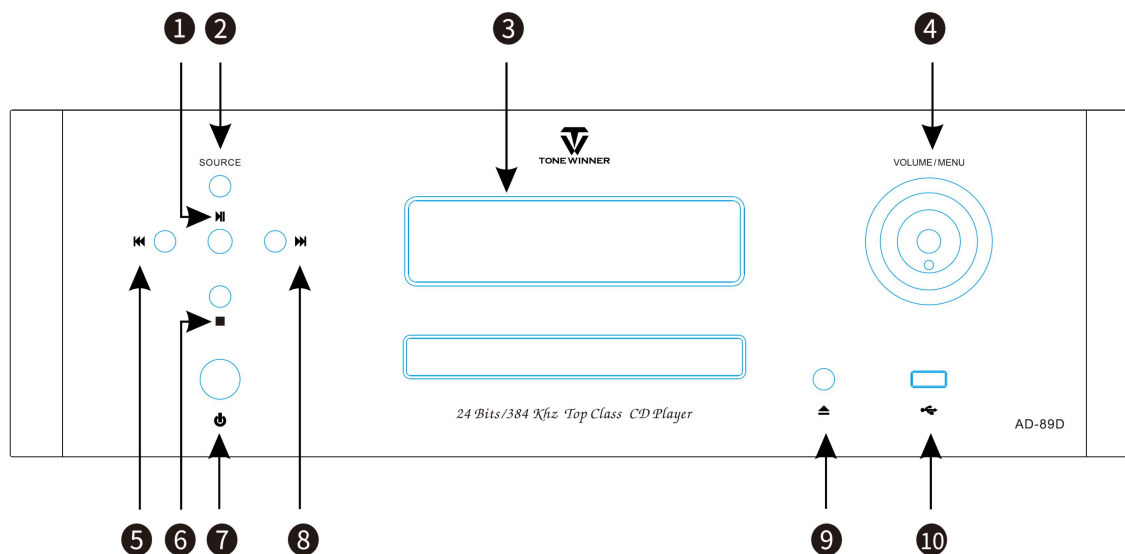 1 2 3 4
SOURCE
TONE WINNER
VOLUME/MENU
24 Bits/384 Khz Top Class CD Player
AD-89D
5 6 7 8 9 10